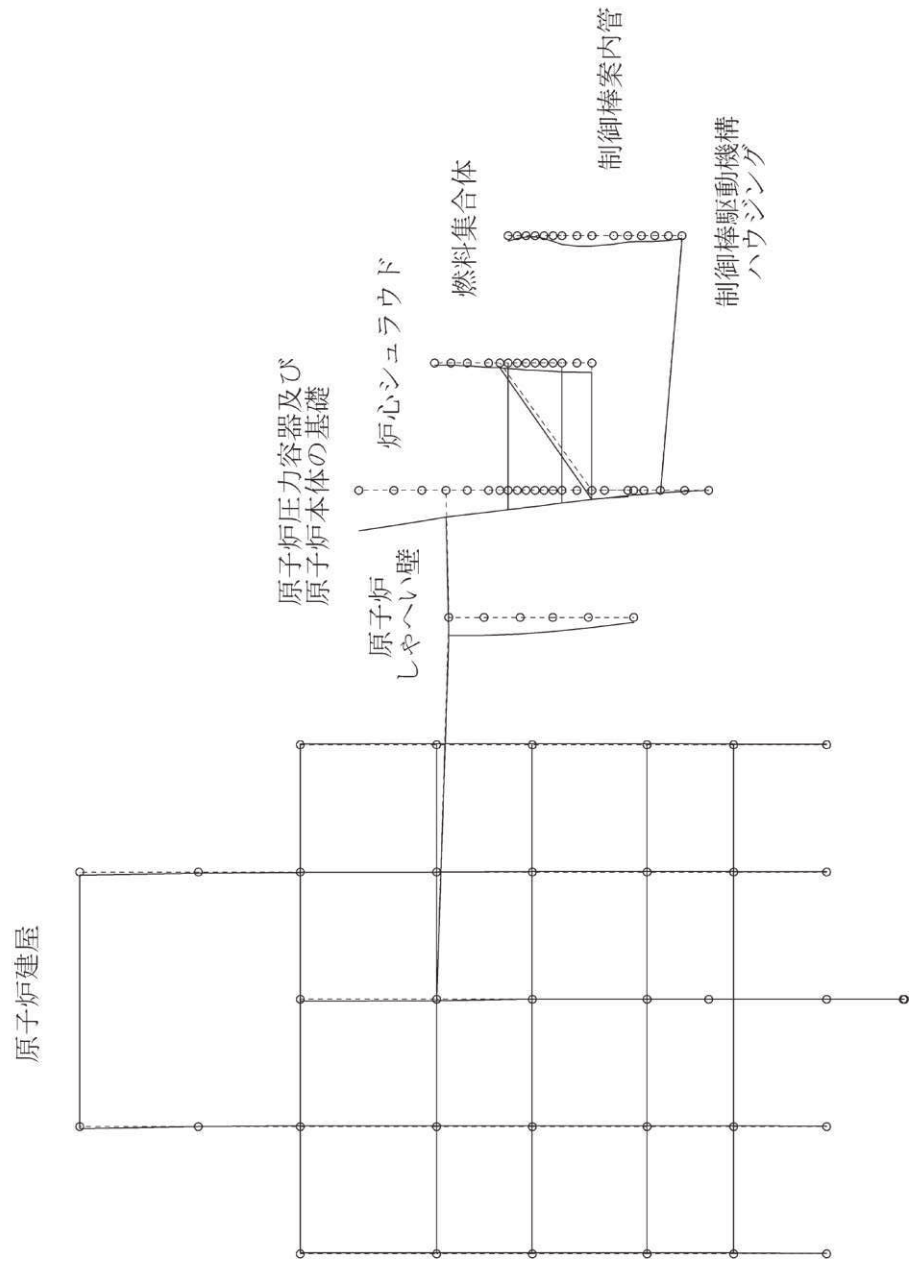 原子炉建屋
原子炉圧力容器及び
原子炉本体の基礎
原子炉
しゃへい壁
炉心シュラウド
燃料集合体
制御棒案内管
制御棒駆動機構
ハウジング